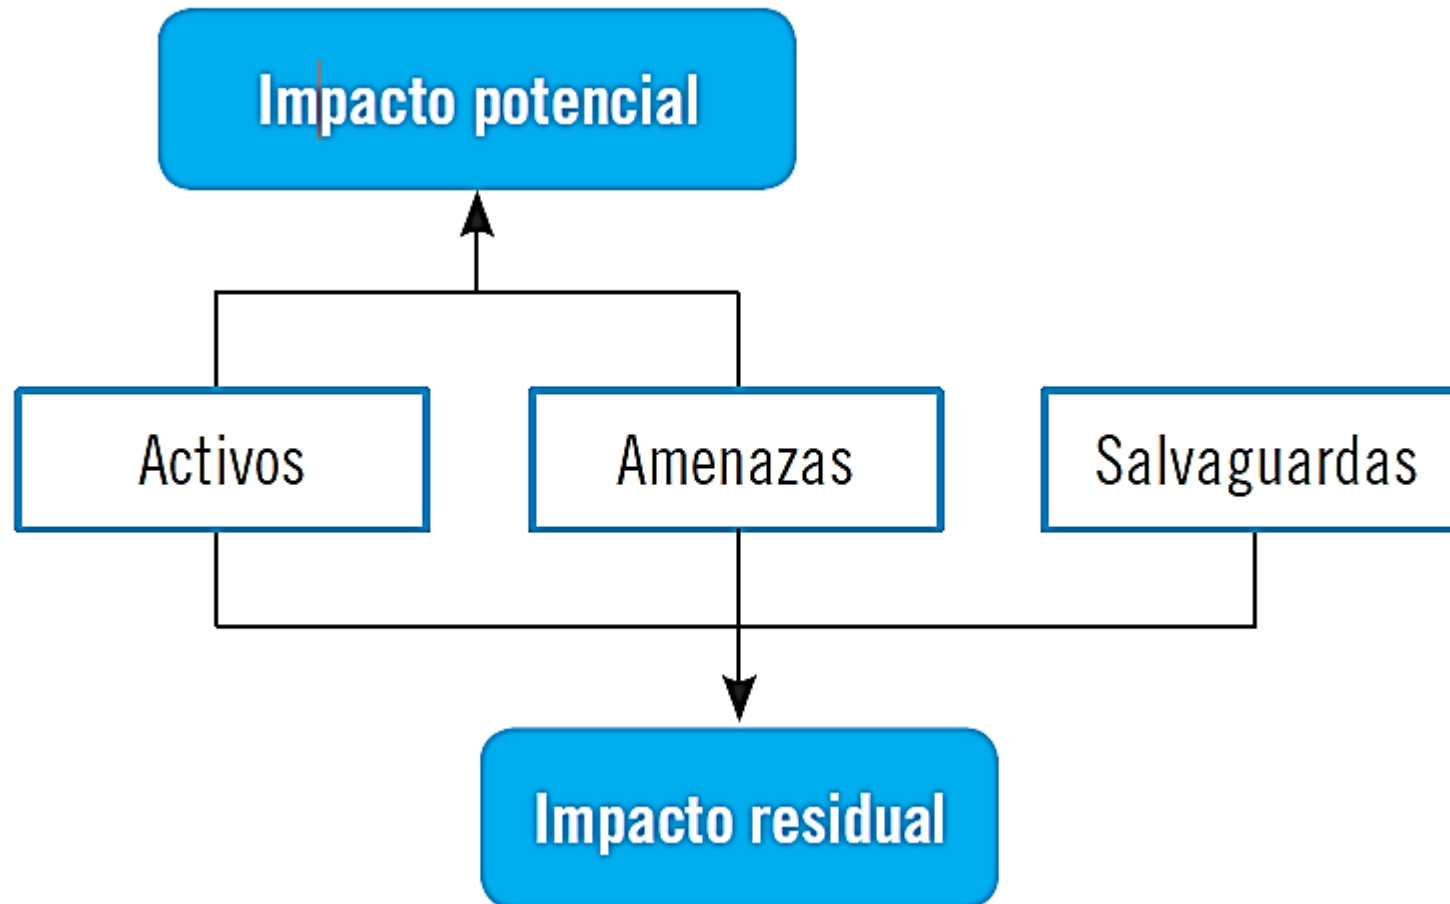 Impacto potencial
Activos
Amenazas
Salvaguardas
Impacto residual